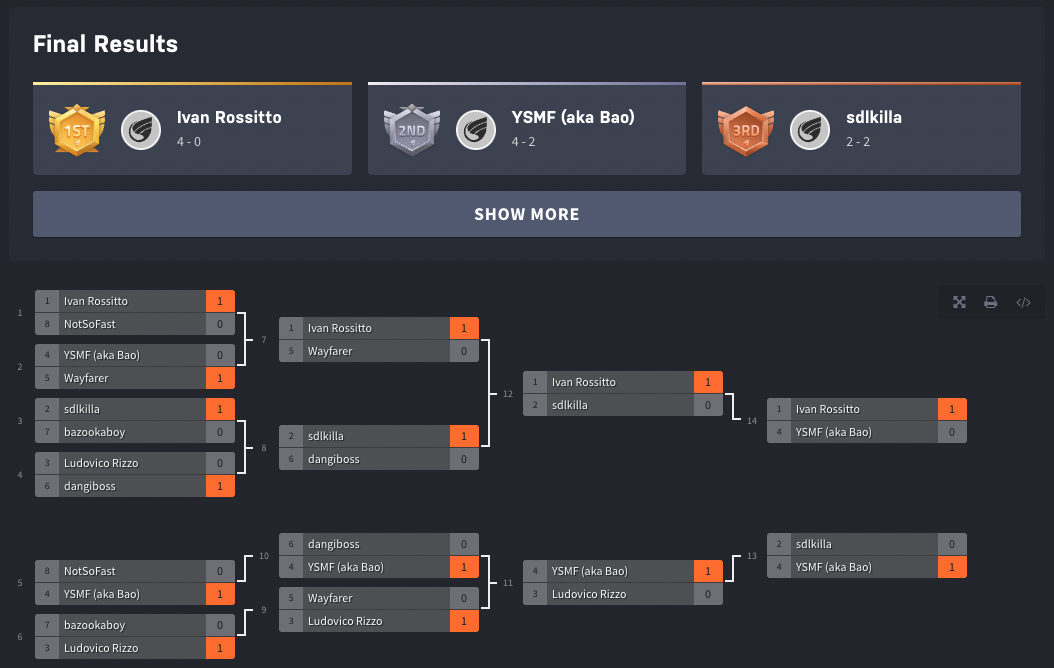 Final Results
1ST
Ivan Rossitto
4 - 0
2ND
YSMF (aka Bao)
4 - 2
3RD
sdlkilla
2 - 2
SHOW MORE
1
1 Ivan Rossitto 1
8 NotSoFast 0
2
4 YSMF (aka Bao) 0
5 Wayfarer 1
3
2 sdlkilla 1
7 bazookaboy 0
4
3 Ludovico Rizzo 0
6 dangiboss 1
7
1 Ivan Rossitto 1
5 Wayfarer 0
8
2 sdlkilla 1
6 dangiboss 0
12
1 Ivan Rossitto 1
2 sdlkilla 0
14
1 Ivan Rossitto 1
4 YSMF (aka Bao) 0
5
8 NotSoFast 0
4 YSMF (aka Bao) 1
6
7 bazookaboy 0
3 Ludovico Rizzo 1
10
6 dangiboss 0
4 YSMF (aka Bao) 1
9
5 Wayfarer 0
3 Ludovico Rizzo 1
11
4 YSMF (aka Bao) 1
3 Ludovico Rizzo 0
13
2 sdlkilla 0
4 YSMF (aka Bao) 1